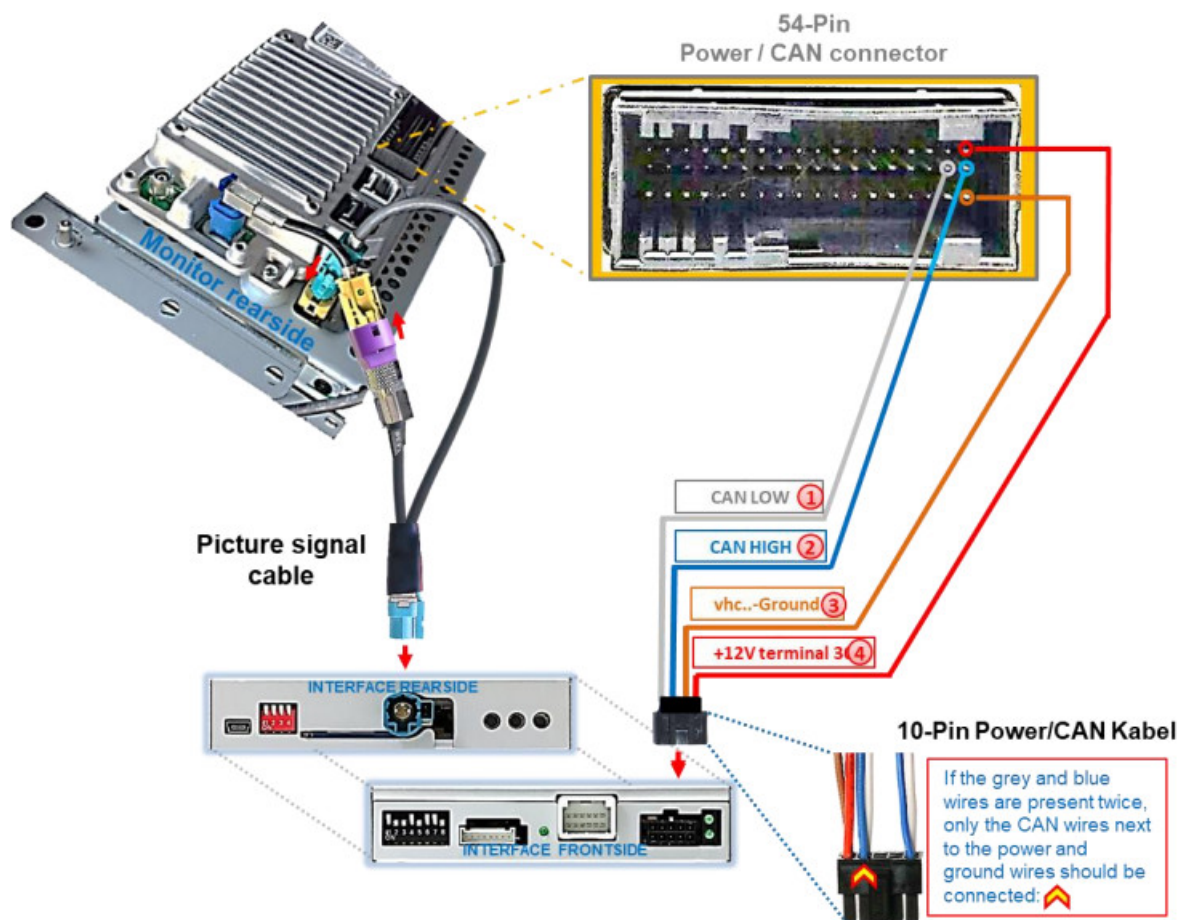 54-Pin
Power / CAN connector
Monitor rearside
CAN LOW 1
CAN HIGH 2
vhc..-Ground 3
+12V terminal 3 4
Picture signal
cable
INTERFACE REARSIDE
10-Pin Power/CAN Kabel
If the grey and blue
wires are present twice,
only the CAN wires next
to the power and
ground wires should be
connected:
INTERFACE FRONTSIDE